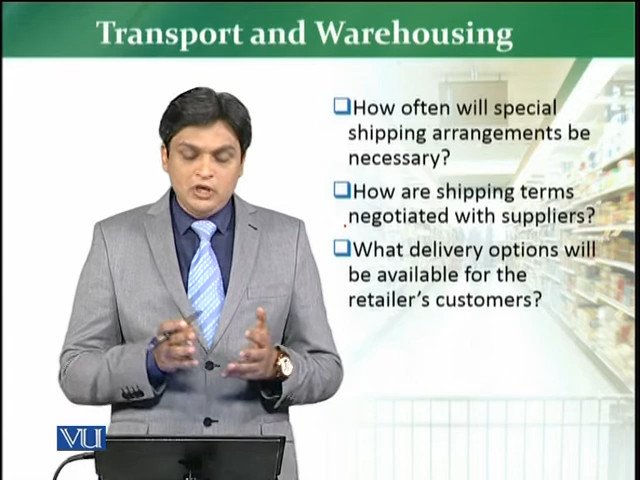 Transport and Warehousing
❑How often will special
shipping arrangements be
necessary?
❑How are shipping terms
negotiated with suppliers?
❑What delivery options will
be available for the
retailer's customers?
VU